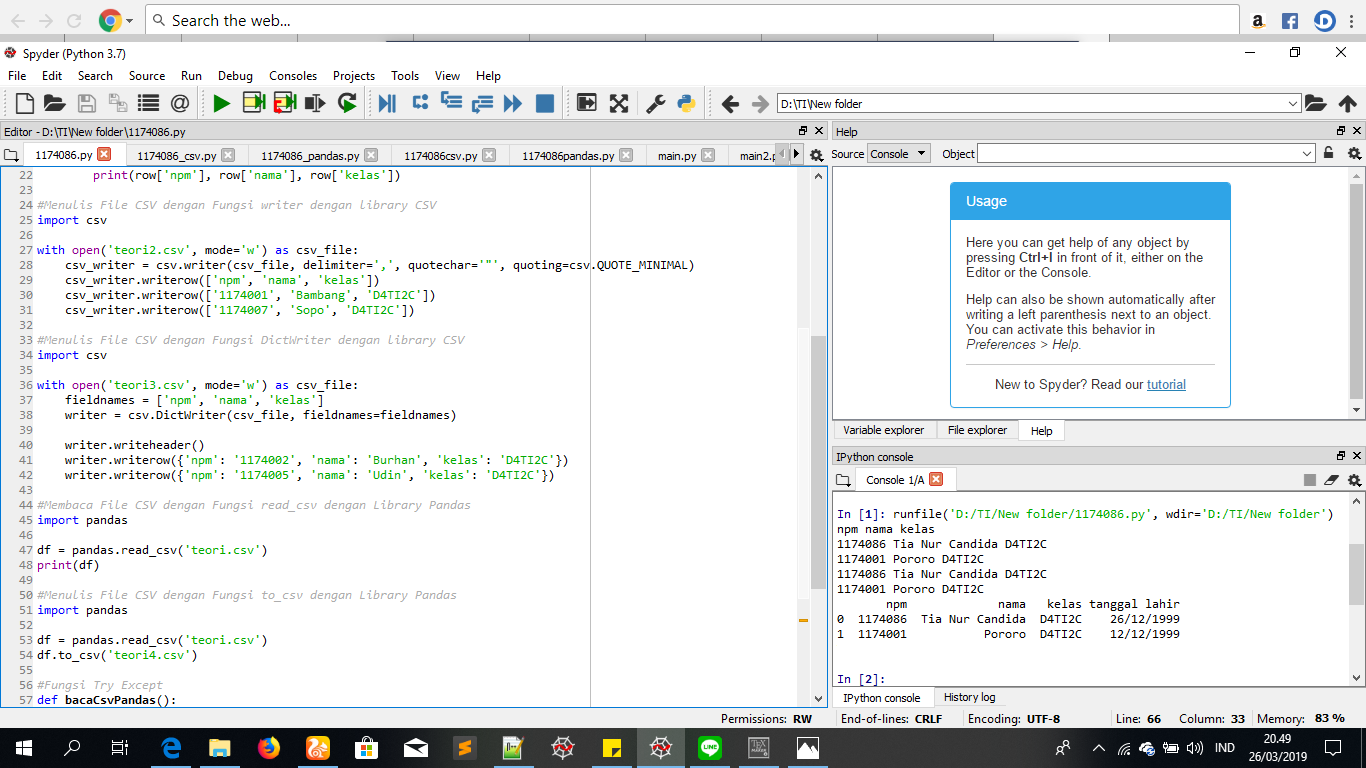 Search the web...
Spyder (Python 3.7)
File Edit Search Source Run Debug Consoles Projects Tools View Help
D:\TI\New folder
Editor - D:\TI\New folder\1174086.py
1174086.py 1174086_csv.py 1174086_pandas.py 1174086csv.py 1174086pandas.py main.py main2.p
22 print(row['npm'], row['nama'], row['kelas'])
23
24 #Menulis File CSV dengan Fungsi writer dengan library CSV
25 import csv
26
27 with open('teori2.csv', mode='w') as csv_file:
28 csv_writer = csv.writer(csv_file, delimiter=',', quotechar='"', quoting=csv.QUOTE_MINIMAL)
29 csv_writer.writerow(['npm', 'nama', 'kelas'])
30 csv_writer.writerow(['1174001', 'Bambang', 'D4TI2C'])
31 csv_writer.writerow(['1174007', 'Sopo', 'D4TI2C'])
32
33 #Menulis File CSV dengan Fungsi DictWriter dengan library CSV
34 import csv
35
36 with open('teori3.csv', mode='w') as csv_file:
37 fieldnames = ['npm', 'nama', 'kelas']
38 writer = csv.DictWriter(csv_file, fieldnames=fieldnames)
39
40 writer.writeheader()
41 writer.writerow({'npm': '1174002', 'nama': 'Burhan', 'kelas': 'D4TI2C'})
42 writer.writerow({'npm': '1174005', 'nama': 'Udin', 'kelas': 'D4TI2C'})
43
44 #Membaca File CSV dengan Fungsi read_csv dengan Library Pandas
45 import pandas
46
47 df = pandas.read_csv('teori.csv')
48 print(df)
49
50 #Menulis File CSV dengan Fungsi to_csv dengan Library Pandas
51 import pandas
52
53 df = pandas.read_csv('teori.csv')
54 df.to_csv('teori4.csv')
55
56 #Fungsi Try Except
57 def bacaCsvPandas():
Help
Source Console Object
Usage
Here you can get help of any object by
pressing Ctrl+I in front of it, either on the
Editor or the Console.
Help can also be shown automatically after
writing a left parenthesis next to an object.
You can activate this behavior in
Preferences > Help.
New to Spyder? Read our tutorial
Variable explorer File explorer Help
IPython console
Console 1/A
In [1]: runfile('D:/TI/New folder/1174086.py', wdir='D:/TI/New folder')
npm nama kelas
1174086 Tia Nur Candida D4TI2C
1174001 Pororo D4TI2C
1174086 Tia Nur Candida D4TI2C
1174001 Pororo D4TI2C
npm nama kelas tanggal lahir
0 1174086 Tia Nur Candida D4TI2C 26/12/1999
1 1174001 Pororo D4TI2C 12/12/1999
In [2]:
IPython console History log
Permissions: RW End-of-lines: CRLF Encoding: UTF-8 Line: 66 Column: 33 Memory: 83 %
IND
20.49
26/03/2019